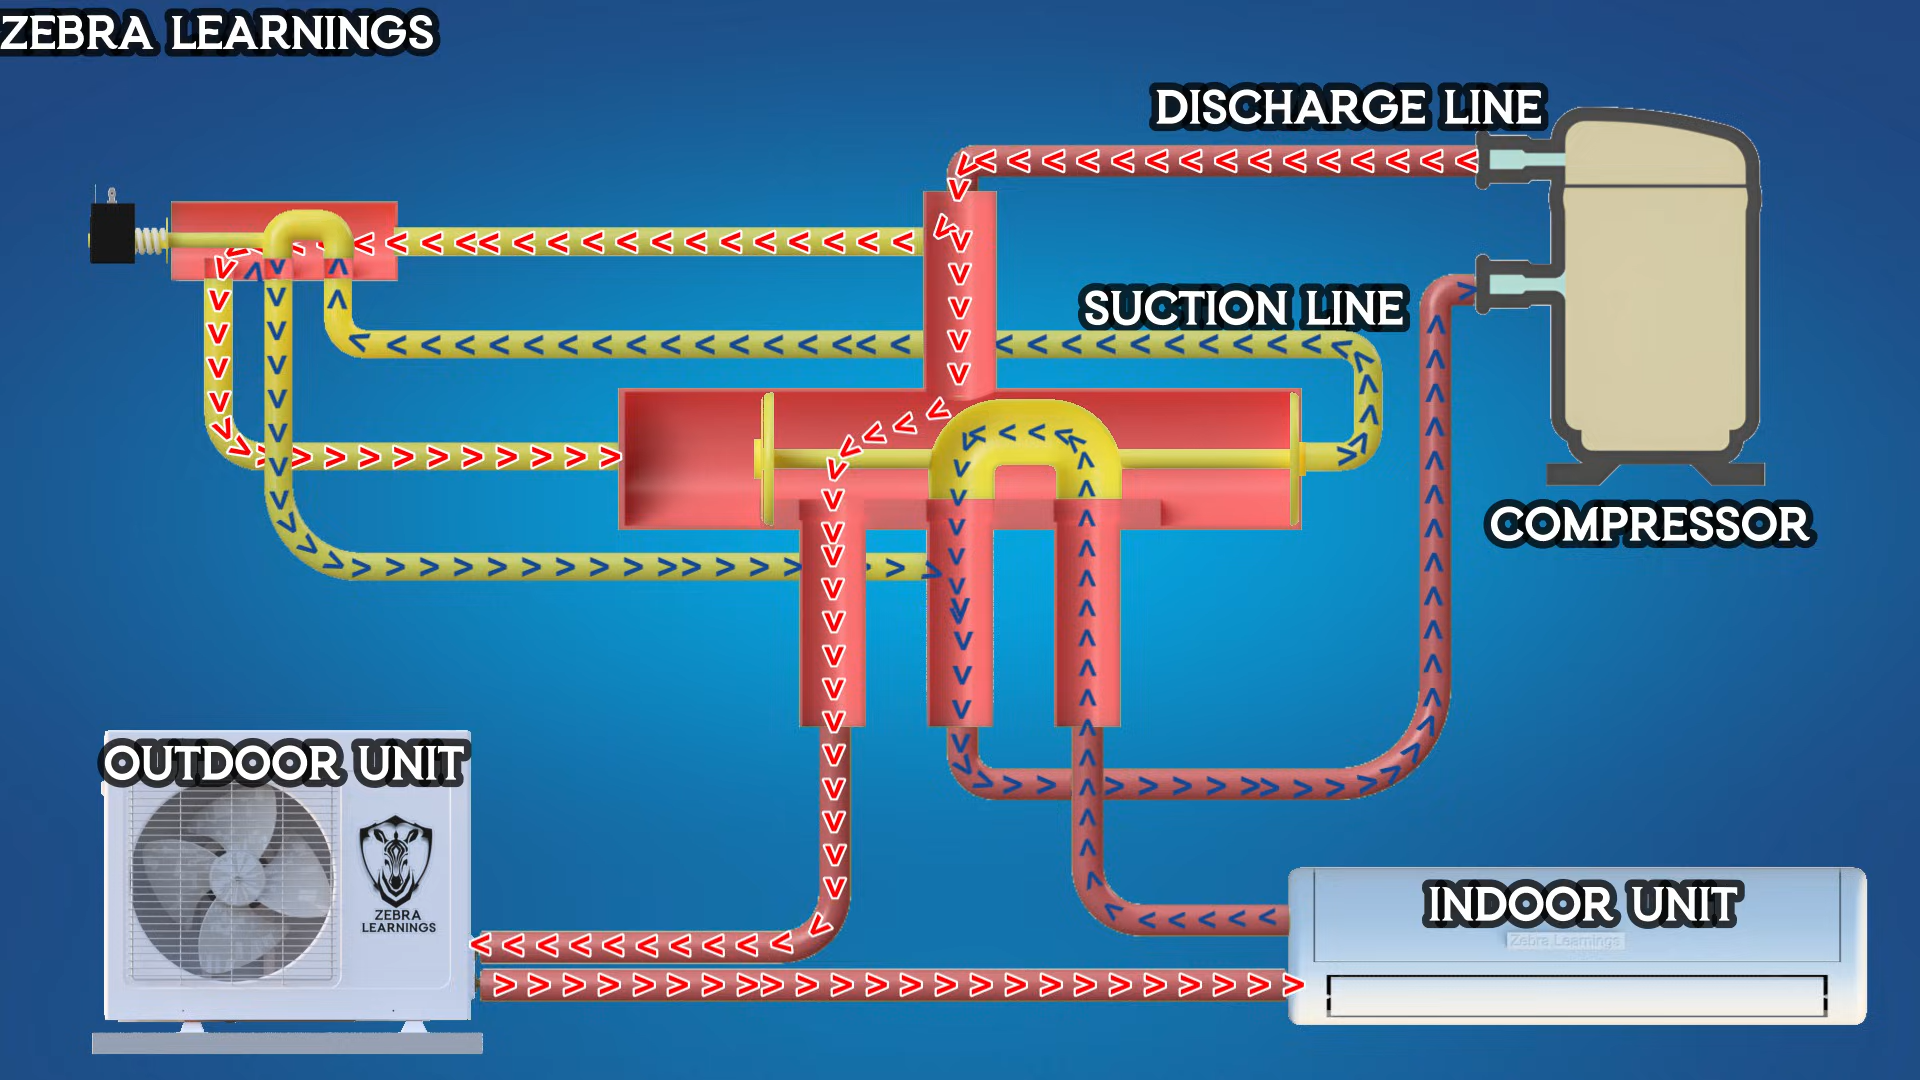 ZEBRA LEARNINGS
DISCHARGE LINE
SUCTION LINE
COMPRESSOR
OUTDOOR UNIT
ZEBRA
LEARNINGS
INDOOR UNIT
Zebra Learnings